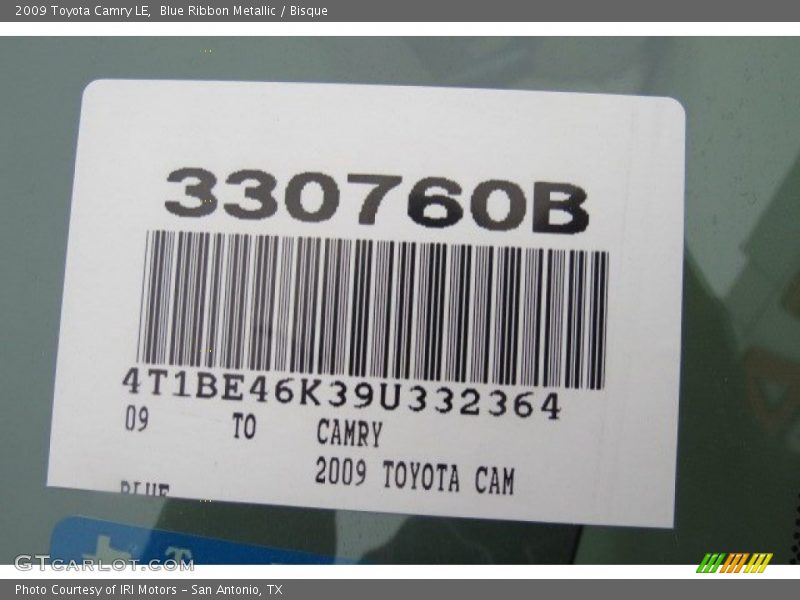 2009 Toyota Camry LE,  Blue Ribbon Metallic / Bisque
330760B
4T1BE46K39U332364
09 TO CAMRY
2009 TOYOTA CAM
BLUE
GTCARLOT.COM
Photo Courtesy of IRI Motors – San Antonio, TX